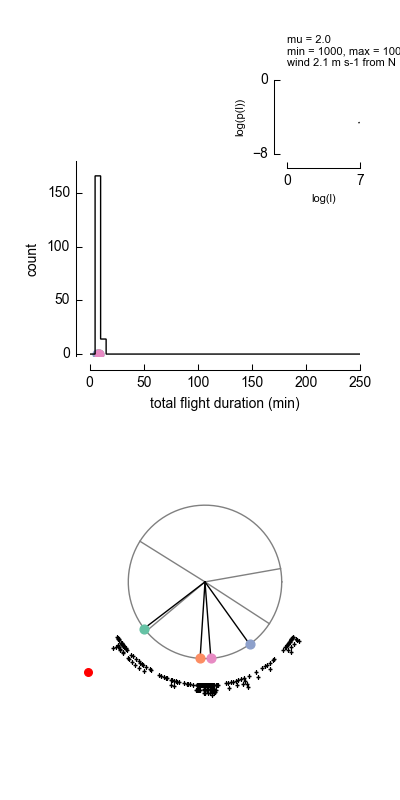 mu = 2.0
min = 1000, max = 100
wind 2.1 m s-1 from N
0
log(p(l))
−8
0 7
log(l)
150
100
count
50
0
0 50 100 150 200 250
total flight duration (min)